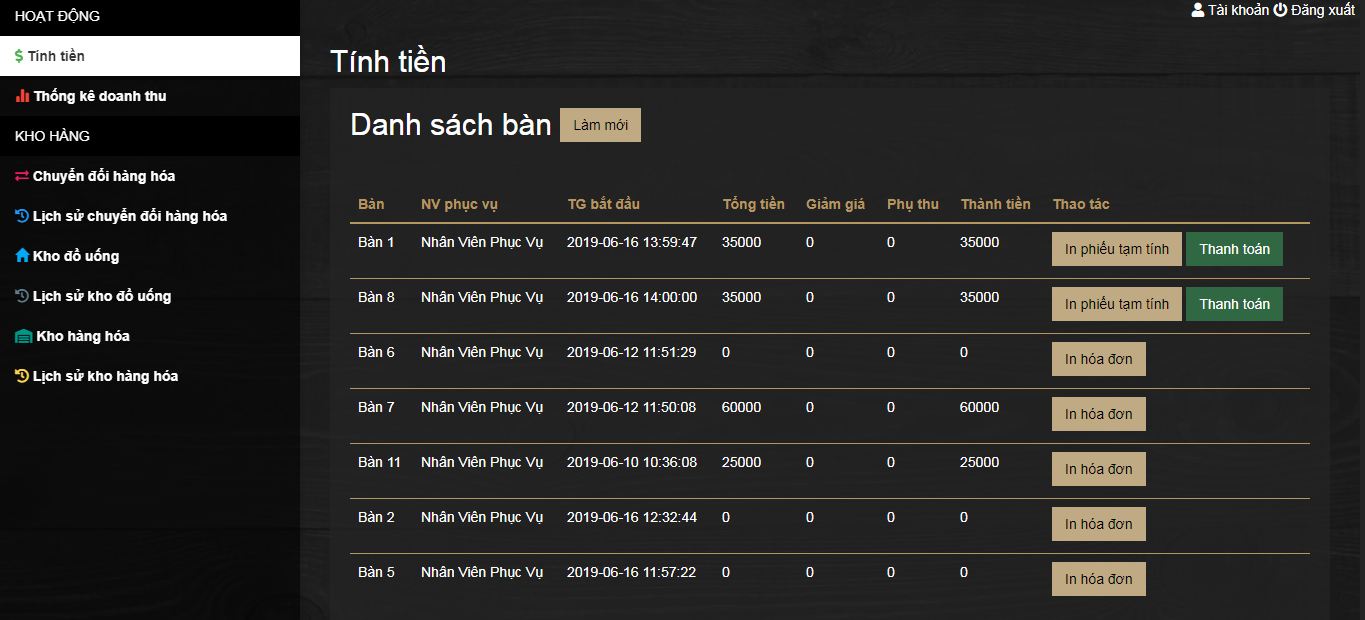 HOẠT ĐỘNG
Tài khoản Đăng xuất
Tính tiền
Thống kê doanh thu
KHO HÀNG
Chuyển đổi hàng hóa
Lịch sử chuyển đổi hàng hóa
Kho đồ uống
Lịch sử kho đồ uống
Kho hàng hóa
Lịch sử kho hàng hóa
Tính tiền
Danh sách bàn Làm mới
Bàn NV phục vụ TG bắt đầu Tổng tiền Giảm giá Phụ thu Thành tiền Thao tác
Bàn 1 Nhân Viên Phục Vụ 2019-06-16 13:59:47 35000 0 0 35000 In phiếu tạm tính Thanh toán
Bàn 8 Nhân Viên Phục Vụ 2019-06-16 14:00:00 35000 0 0 35000 In phiếu tạm tính Thanh toán
Bàn 6 Nhân Viên Phục Vụ 2019-06-12 11:51:29 0 0 0 0 In hóa đơn
Bàn 7 Nhân Viên Phục Vụ 2019-06-12 11:50:08 60000 0 0 60000 In hóa đơn
Bàn 11 Nhân Viên Phục Vụ 2019-06-10 10:36:08 25000 0 0 25000 In hóa đơn
Bàn 2 Nhân Viên Phục Vụ 2019-06-16 12:32:44 0 0 0 0 In hóa đơn
Bàn 5 Nhân Viên Phục Vụ 2019-06-16 11:57:22 0 0 0 0 In hóa đơn